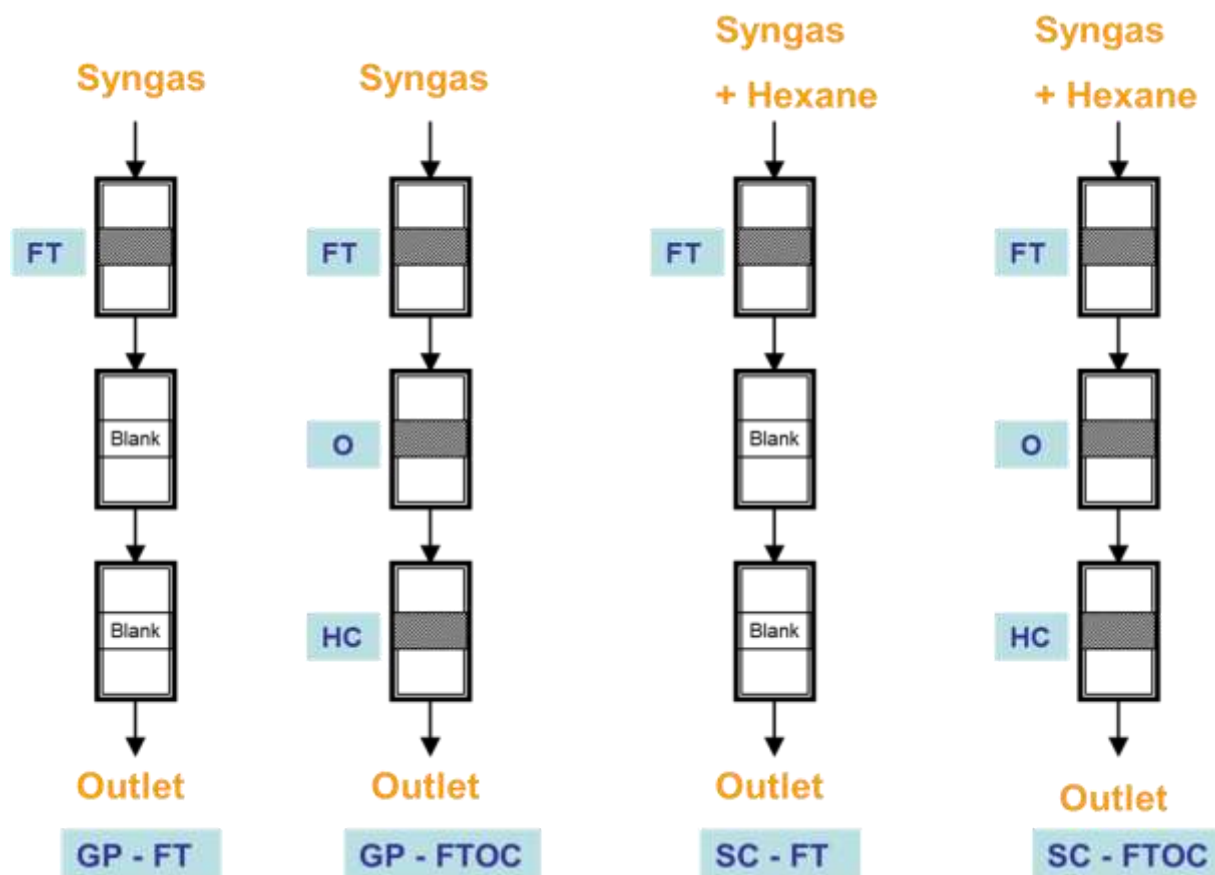 Syngas
FT
Blank
Blank
Outlet
GP - FT
Syngas
FT
O
HC
Outlet
GP - FTOC
Syngas
+ Hexane
FT
Blank
Blank
Outlet
SC - FT
Syngas
+ Hexane
FT
O
HC
Outlet
SC - FTOC